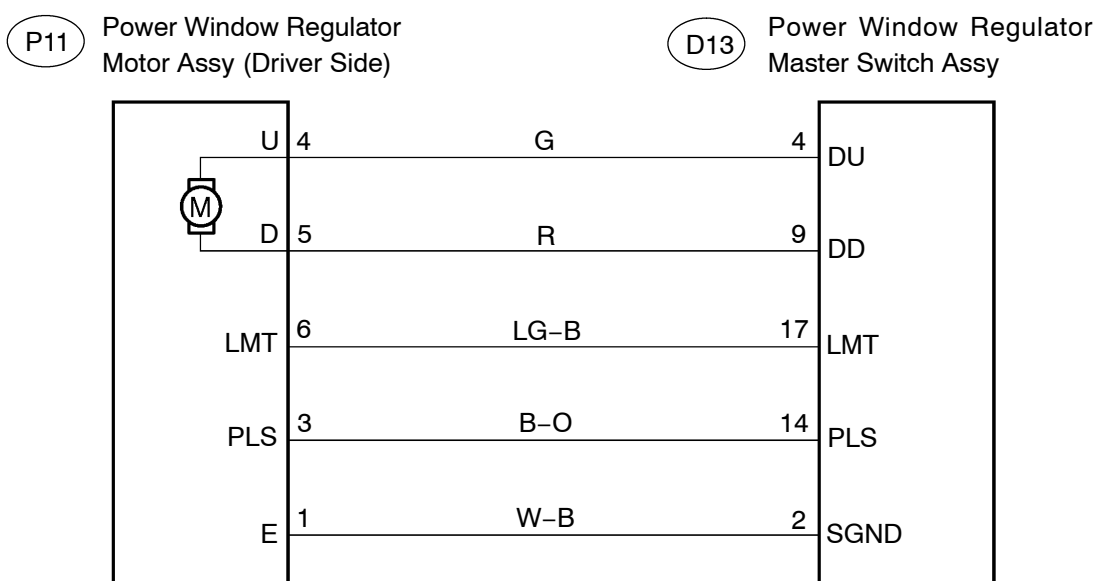 P11 Power Window Regulator
Motor Assy (Driver Side)
D13 Power Window Regulator
Master Switch Assy
U 4 G 4 DU
M
D 5 R 9 DD
LMT 6 LG–B 17 LMT
PLS 3 B–O 14 PLS
E 1 W–B 2 SGND